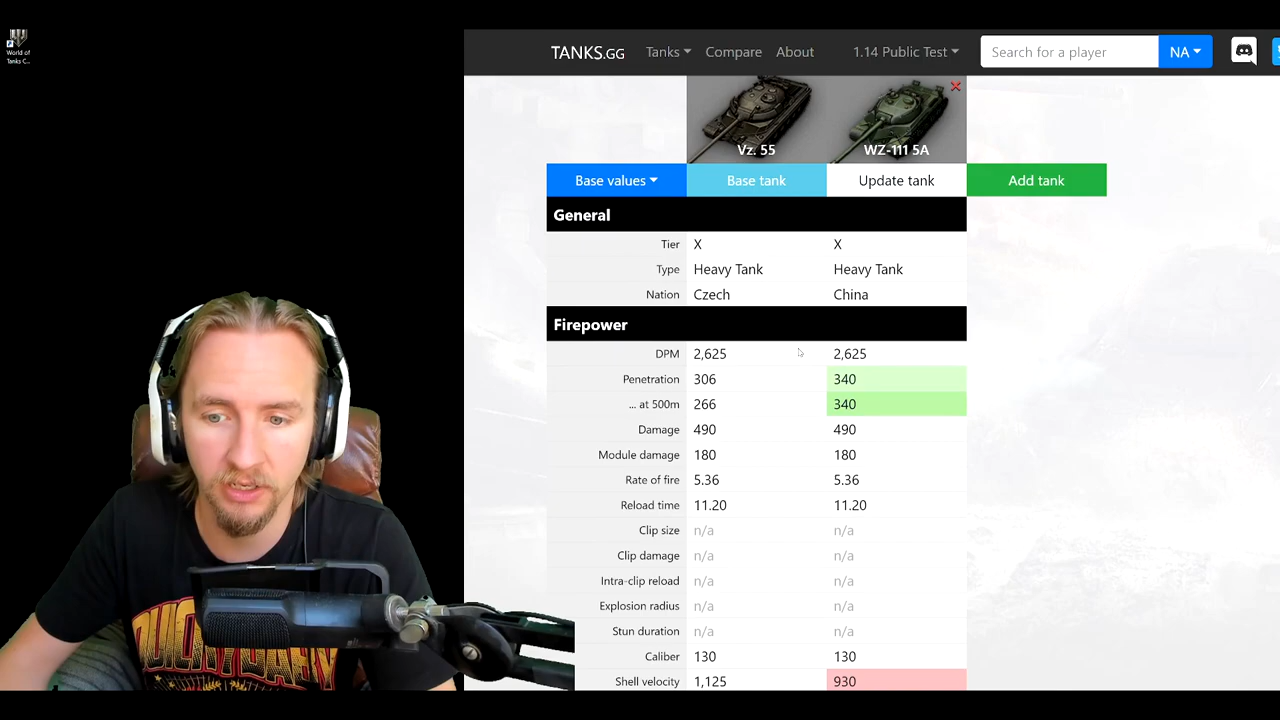 World of
Tanks C...
TANKS.GG
Tanks
Compare
About
1.14 Public Test
Search for a player
NA
Vz. 55
WZ-111 5A
Base values
Base tank
Update tank
Add tank
General
Tier X X
Type Heavy Tank Heavy Tank
Nation Czech China
Firepower
DPM 2,625 2,625
Penetration 306 340
... at 500m 266 340
Damage 490 490
Module damage 180 180
Rate of fire 5.36 5.36
Reload time 11.20 11.20
Clip size n/a n/a
Clip damage n/a n/a
Intra-clip reload n/a n/a
Explosion radius n/a n/a
Stun duration n/a n/a
Caliber 130 130
Shell velocity 1,125 930